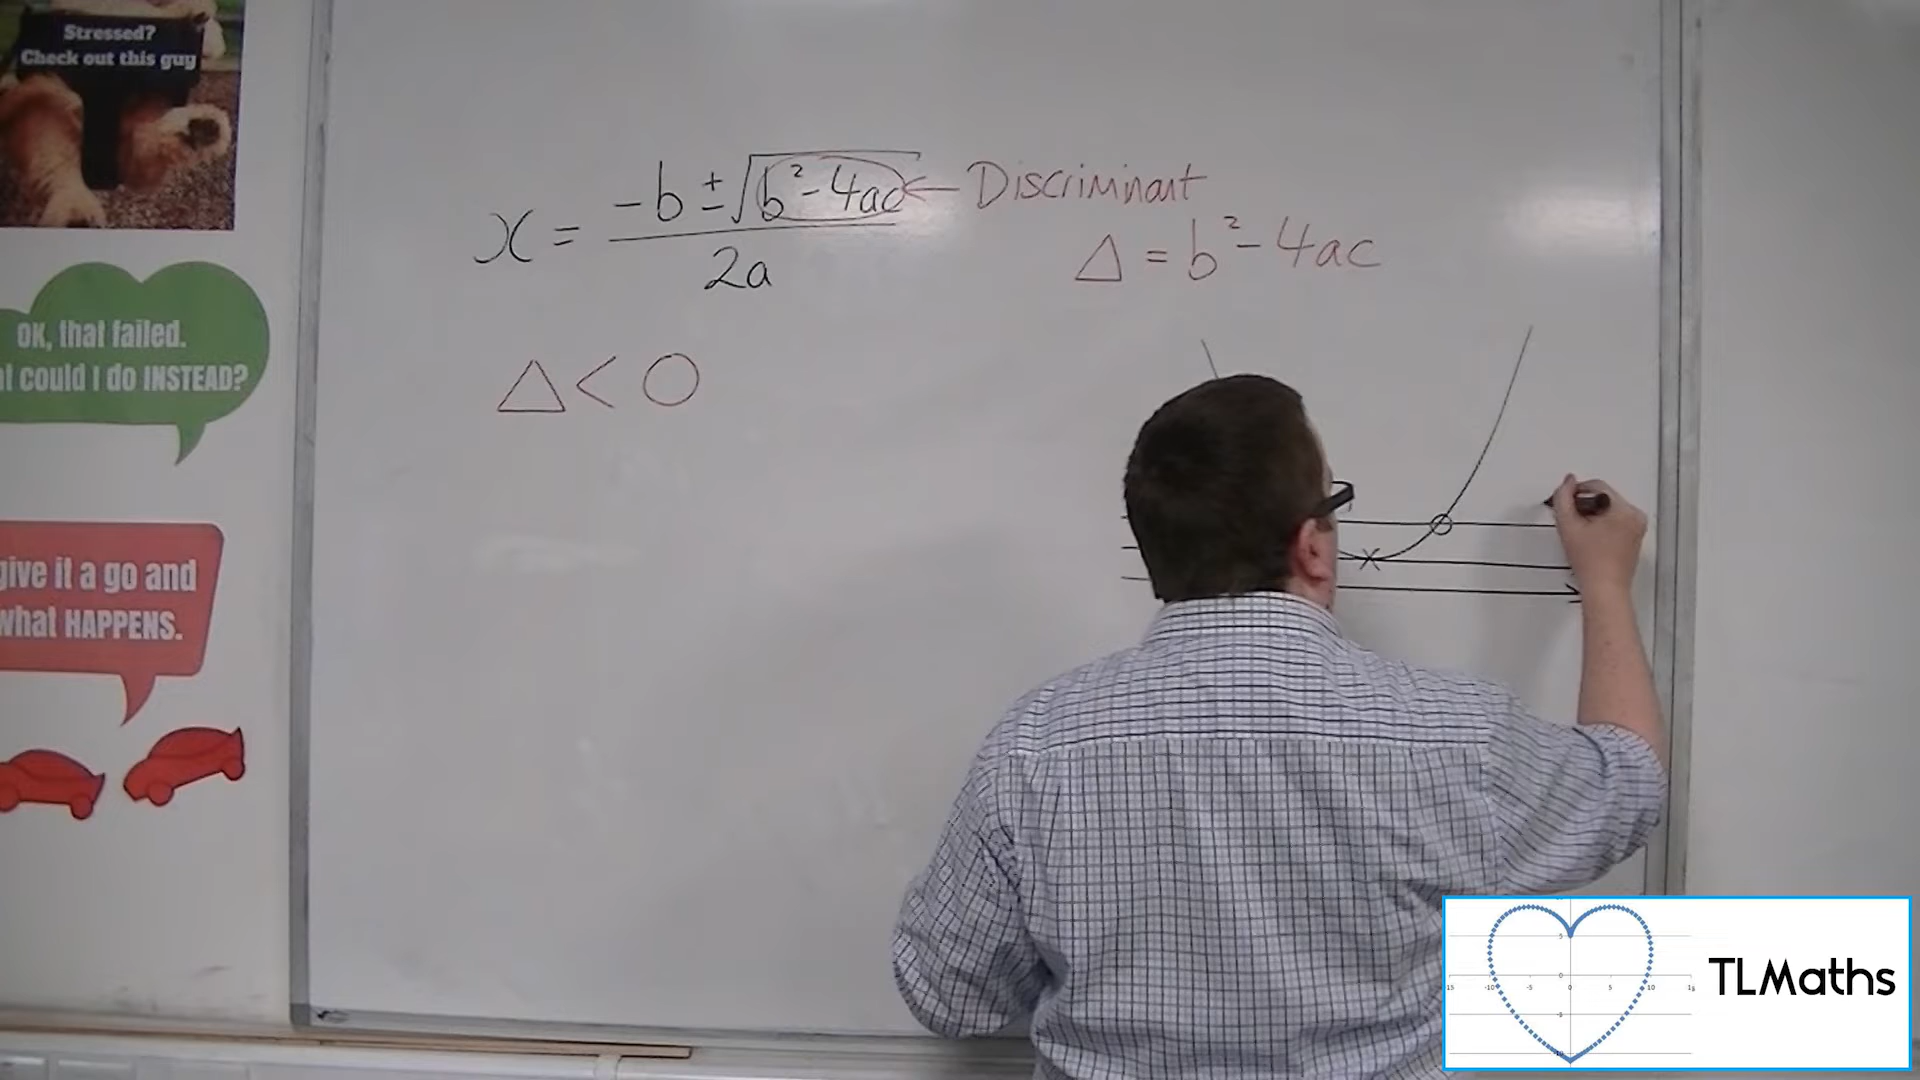 Stressed?
Check out this guy
x = -b ± √b² - 4ac / 2a ← Discriminant
Δ = b² - 4ac
Δ < 0
OK, that failed.
could I do INSTEAD?
give it a go and
what HAPPENS.
TLMaths